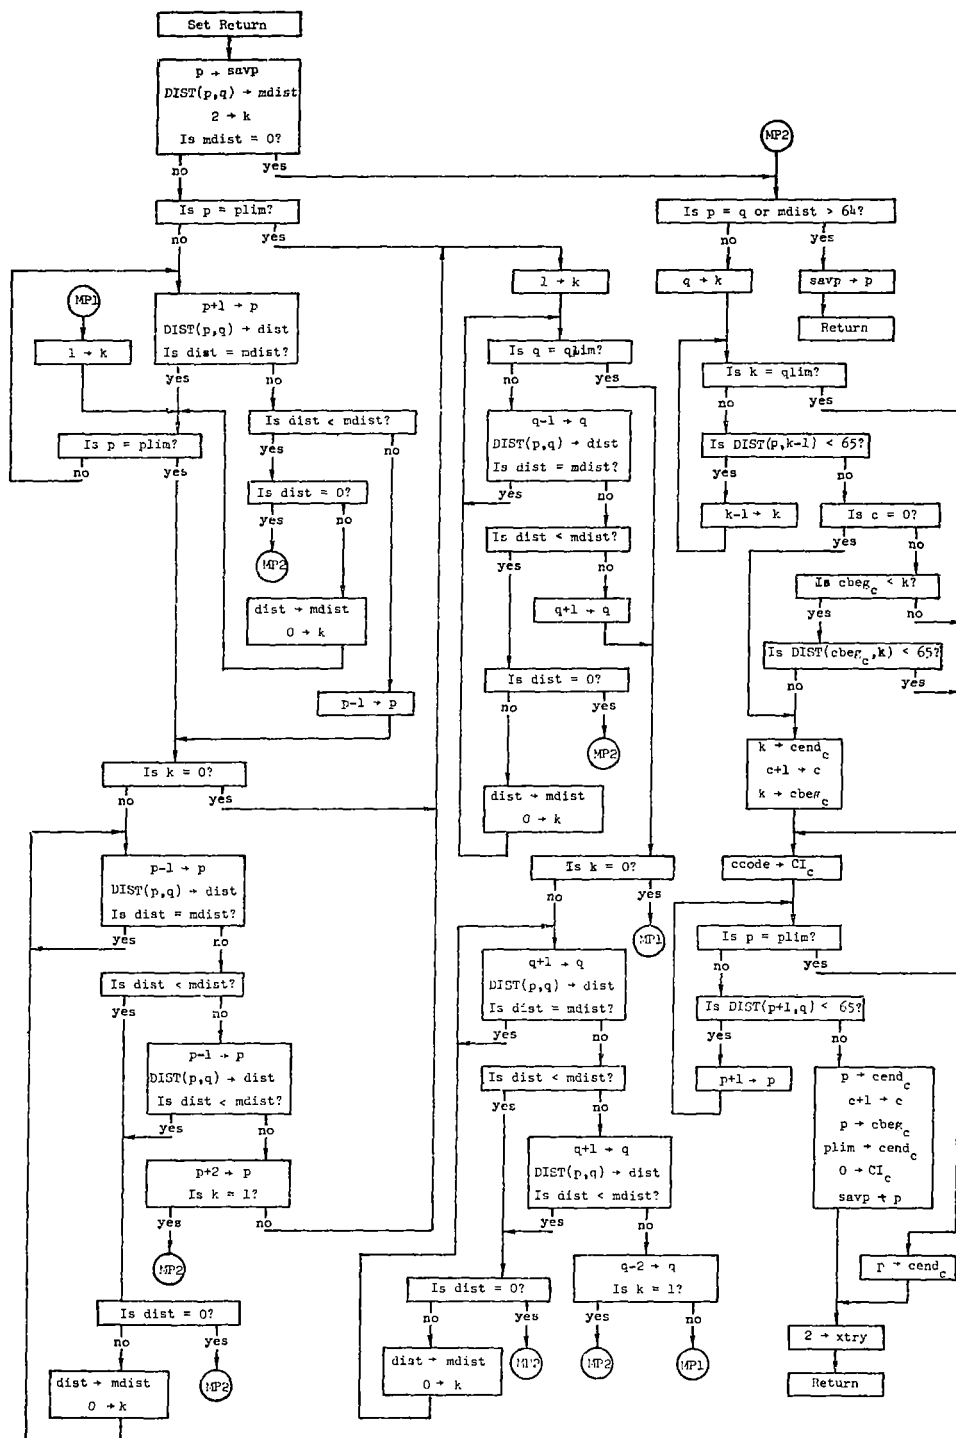 Set Return
p → savp
DIST(p,q) → mdist
2 → k
Is mdist = 0?
no
yes
Is p = plim?
no
yes
MP1
1 → k
p+1 → p
DIST(p,q) → dist
Is dist = mdist?
yes
no
Is p = plim?
no
yes
Is dist < mdist?
yes
no
Is dist = 0?
yes
no
MP2
dist → mdist
0 → k
p-1 → p
Is k = 0?
no
yes
p-1 → p
DIST(p,q) → dist
Is dist = mdist?
yes
no
Is dist < mdist?
yes
no
p-1 → p
DIST(p,q) → dist
Is dist < mdist?
yes
no
p+2 → p
Is k = 1?
yes
no
MP2
Is dist = 0?
no
yes
dist → mdist
0 → k
MP2
1 → k
Is q = qlim?
no
yes
q-1 → q
DIST(p,q) → dist
Is dist = mdist?
yes
no
Is dist < mdist?
yes
no
q+1 → q
Is dist = 0?
no
yes
MP2
dist → mdist
0 → k
Is k = 0?
no
yes
MP1
q+1 → q
DIST(p,q) → dist
Is dist = mdist?
yes
no
Is dist < mdist?
yes
no
q+1 → q
DIST(p,q) → dist
Is dist < mdist?
yes
no
q-2 → q
Is k = 1?
yes
no
MP2
MP1
Is dist = 0?
no
yes
dist → mdist
0 → k
MP2
MP2
Is p = q or mdist > 64?
no
yes
q → k
savp → p
Return
Is k = qlim?
no
yes
Is DIST(p,k-1) < 65?
yes
no
k-1 → k
Is c = 0?
yes
no
Is cbeg_c < k?
yes
no
Is DIST(cbeg_c,k) < 65?
no
yes
k → cend_c
c+1 → c
k → cbeg_c
ccode → CI_c
Is p = plim?
no
yes
Is DIST(p+1,q) < 65?
yes
no
p+1 → p
p → cend_c
c+1 → c
p → cbeg_c
plim → cend_c
0 → CI_c
savp → p
p → cend_c
2 → xtry
Return